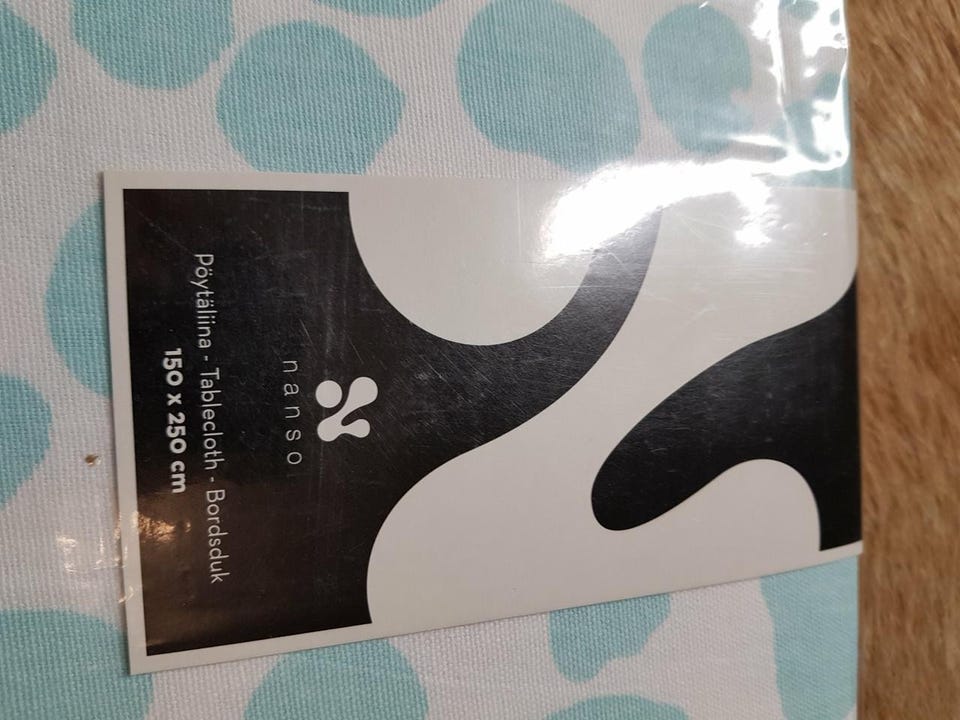 nanso
Pöytäliina - Tablecloth - Bordsduk
150 x 250 cm